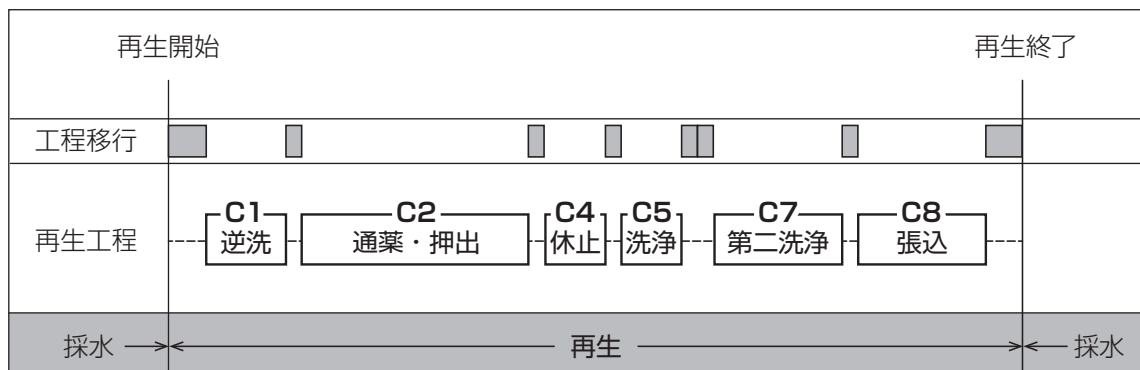 再生開始
再生終了
工程移行
C1
C2
C4
C5
C7
C8
再生工程
逆洗
通薬・押出
休止
洗浄
第二洗浄
張込
採水
再生
採水